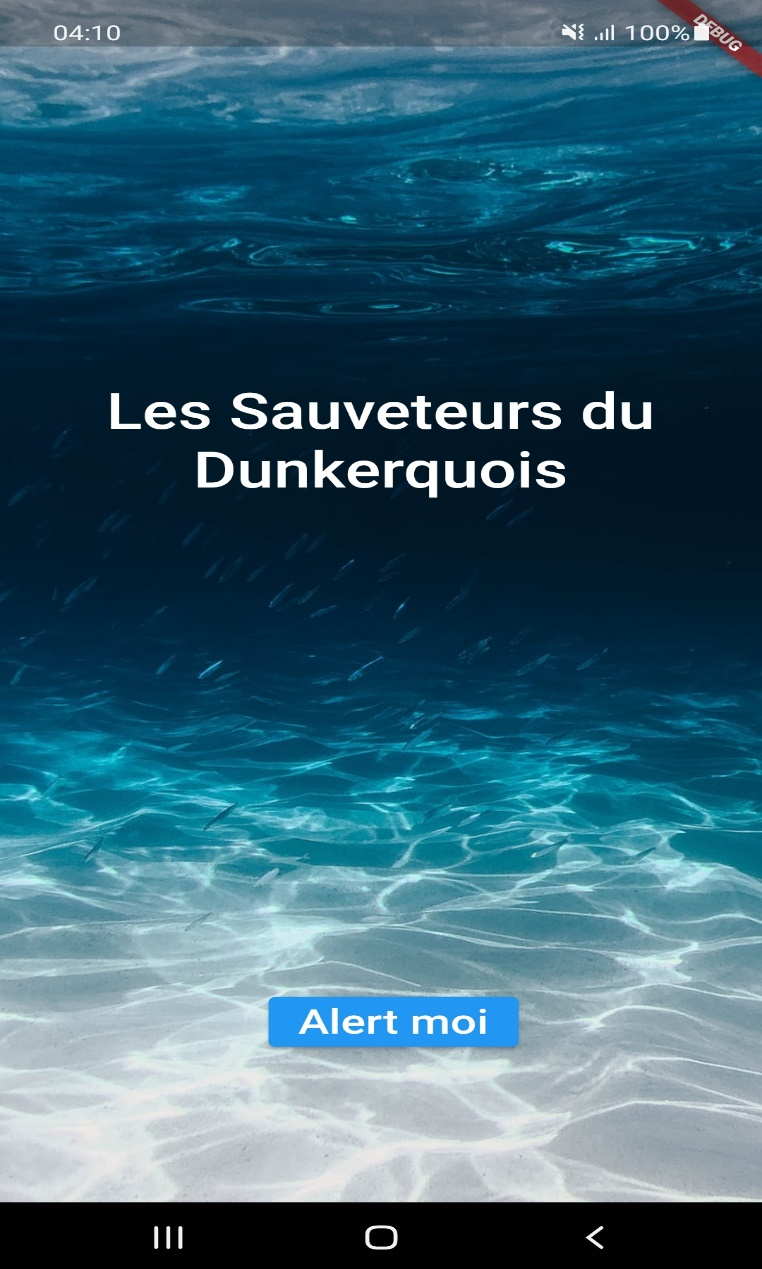 04:10
100%
DEBUG
Les Sauveteurs du
Dunkerquois
Alert moi